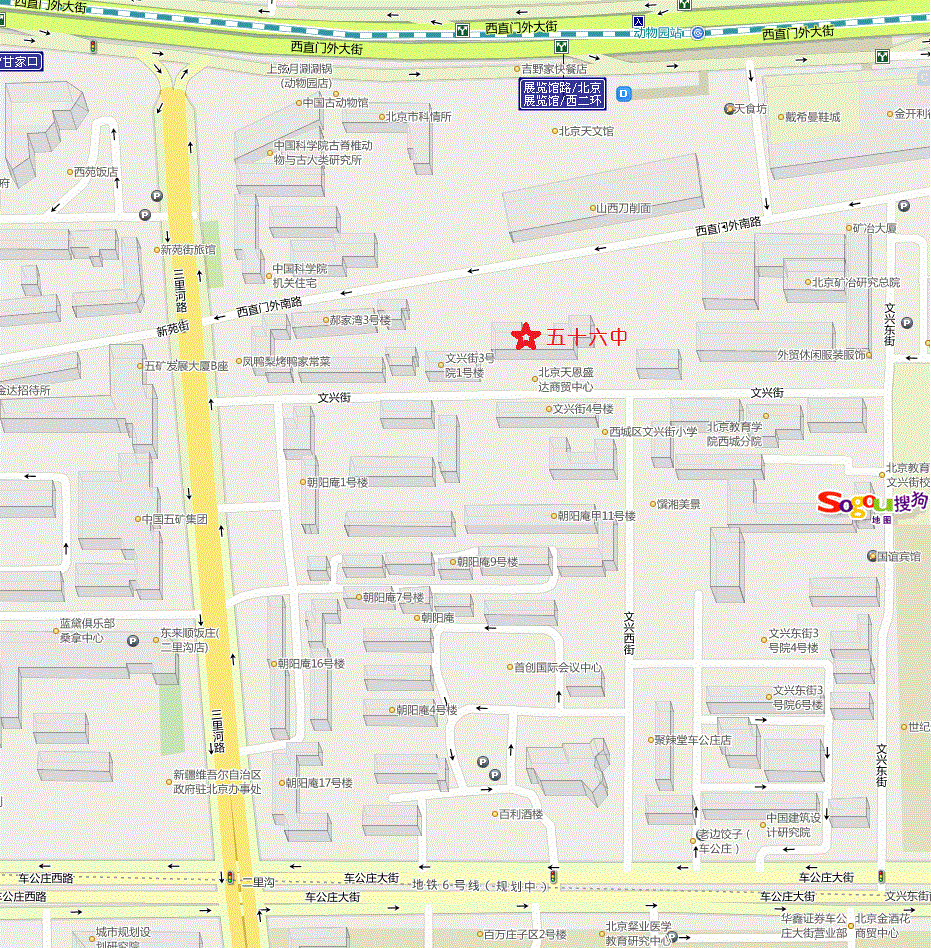 西直门外大街
西直门外大街
西直门外大街
西直门外大街
动物园站
甘家口
上弦月涮涮锅
(动物园店)
吉野家快餐店
展览馆路/北京
展览馆/西二环
D
中国古动物馆
北京市科情所
天食坊
戴希曼鞋城
金开利德
北京天文馆
中国科学院古脊椎动
物与古人类研究所
西苑饭店
府
P
P
山西刀削面
P
西直门外南路
矿冶大厦
新苑街旅馆
三里河路
中国科学院
机关住宅
北京矿冶研究总院
西直门外南路
郝家湾3号楼
新苑街
五十六中
文兴东街
P
五矿发展大厦B座
凤鸭梨烤鸭家常菜
文兴街3号
院1号楼
外贸休闲服装服饰
金达招待所
北京天恩盛
达商贸中心
文兴街
文兴街
文兴街4号楼
西城区文兴街小学
北京教育学
院西城分院
朝阳庵1号楼
北京教育
文兴街校
馔湘美景
Sogou搜狗
地图
中国五矿集团
朝阳庵甲11号楼
国谊宾馆
朝阳庵9号楼
朝阳庵7号楼
朝阳庵
文兴西街
蓝黛俱乐部
桑拿中心
P
东来顺饭店(
二里沟店)
文兴东街3
号院4号楼
朝阳庵16号楼
首创国际会议中心
文兴东街3
号院6号楼
朝阳庵4号楼
三里河路
世纪
聚辣堂车公庄店
文兴东街
P
P
新疆维吾尔自治区
政府驻北京办事处
朝阳庵17号楼
百利酒楼
中国建筑设
计研究院
老边饺子(
车公庄)
车公庄西路
二里沟
车公庄大街
地铁6号线(规划中)
车公庄大街
车公庄西路
车公庄大街
车公庄大街
文兴东街
城市规划设
划研究院
百万庄子区2号楼
北京粲业医学
教育研究中心
P
华鑫证券车公
庄大街营业部
北京金酒花
商贸中心